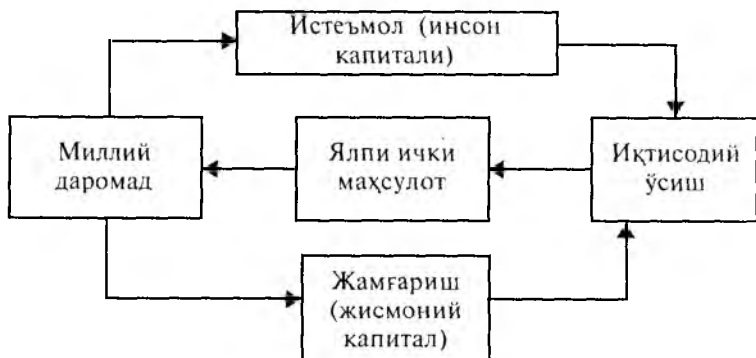 Истеъмол (инсон
капитали)
Миллий
даромад
Ялпи ички
маҳсулот
Иқтисодий
ўсиш
Жамғариш
(жисмоний
капитал)